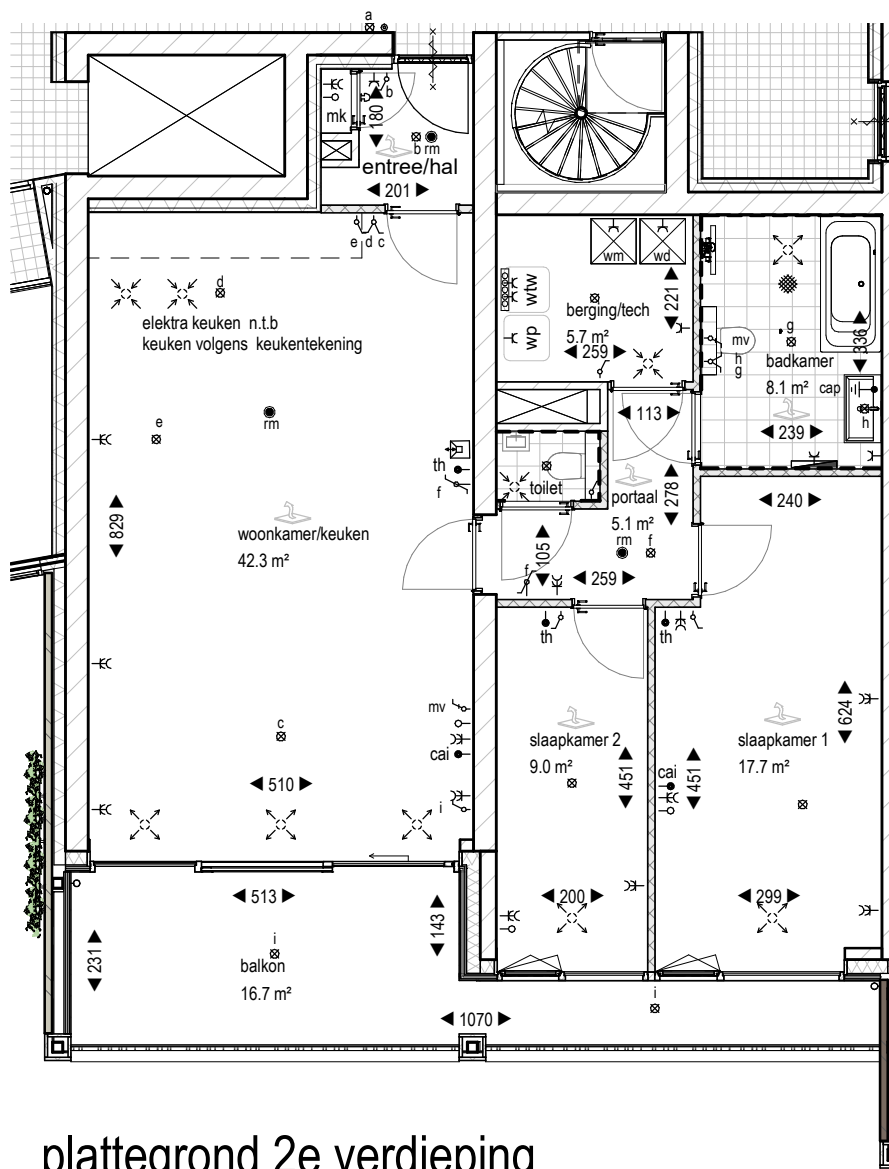 a
b
mk
180
b rm
entree/hal
201
e d c
wm
wd
d
wtw
221
elektra keuken n.t.b
keuken volgens keukentekening
berging/tech
5.7 m²
wp
259
g
mv
h
g
badkamer
8.1 m²
336
cap
h
rm
113
239
e
th
f
toilet
portaal
278
240
829
woonkamer/keuken
42.3 m²
5.1 m²
rm
f
105
f
259
th
th
mv
c
cai
slaapkamer 2
9.0 m²
624
slaapkamer 1
17.7 m²
451
cai
451
510
i
513
143
200
299
231
i
balkon
16.7 m²
i
1070
plattegrond 2e verdieping